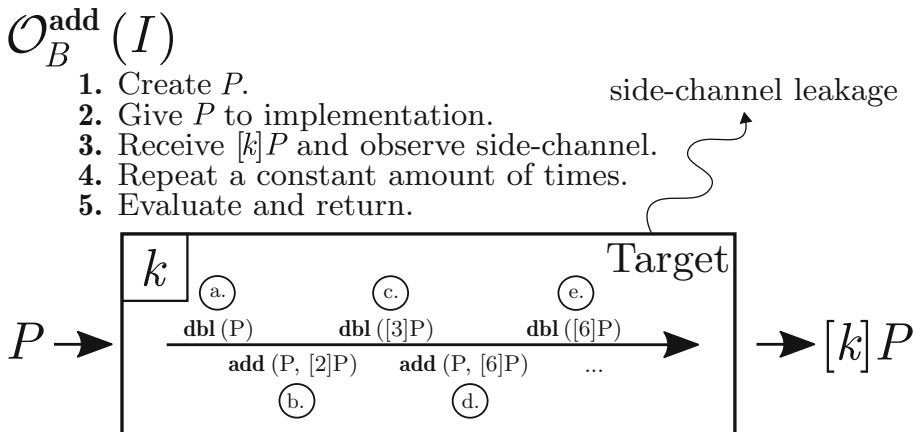 𝒪_B^add (I)
1. Create P.
2. Give P to implementation.
3. Receive [k]P and observe side-channel.
4. Repeat a constant amount of times.
5. Evaluate and return.
side-channel leakage
k
Target
a.
c.
e.
dbl (P)
dbl ([3]P)
dbl ([6]P)
P
[k]P
add (P, [2]P)
add (P, [6]P)
...
b.
d.